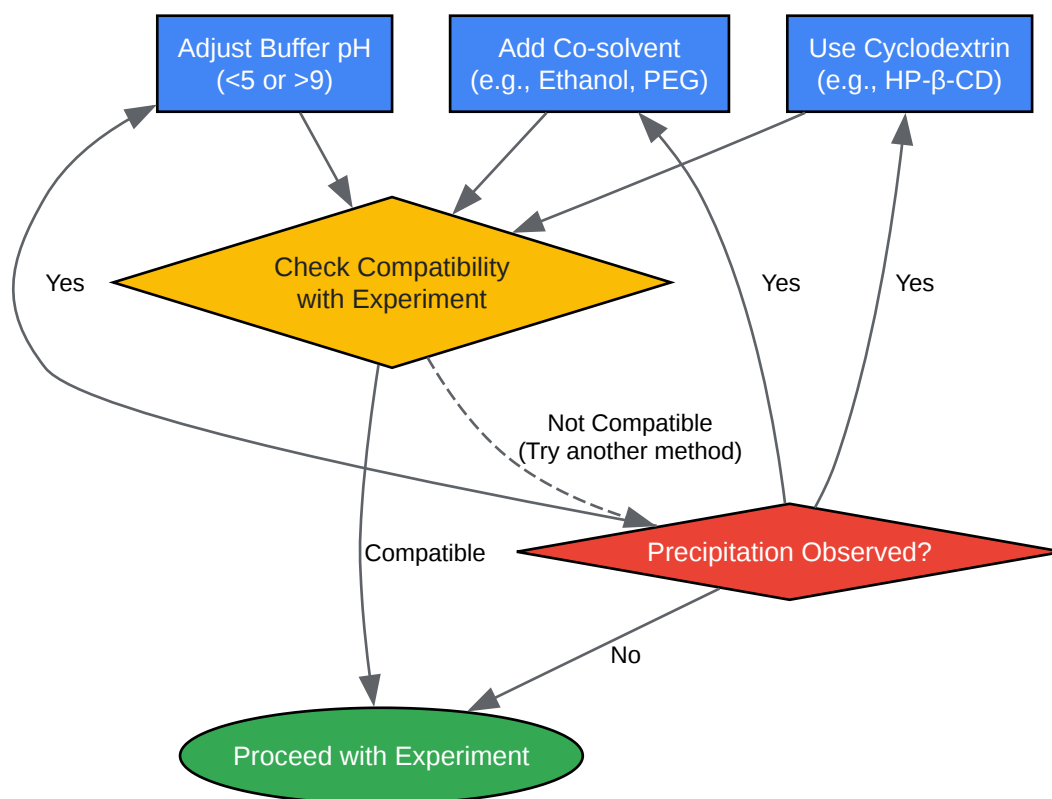 Adjust Buffer pH
(<5 or >9)
Add Co-solvent
(e.g., Ethanol, PEG)
Use Cyclodextrin
(e.g., HP-β-CD)
Check Compatibility
with Experiment
Yes
Yes
Yes
Not Compatible
(Try another method)
Compatible
Precipitation Observed?
No
Proceed with Experiment